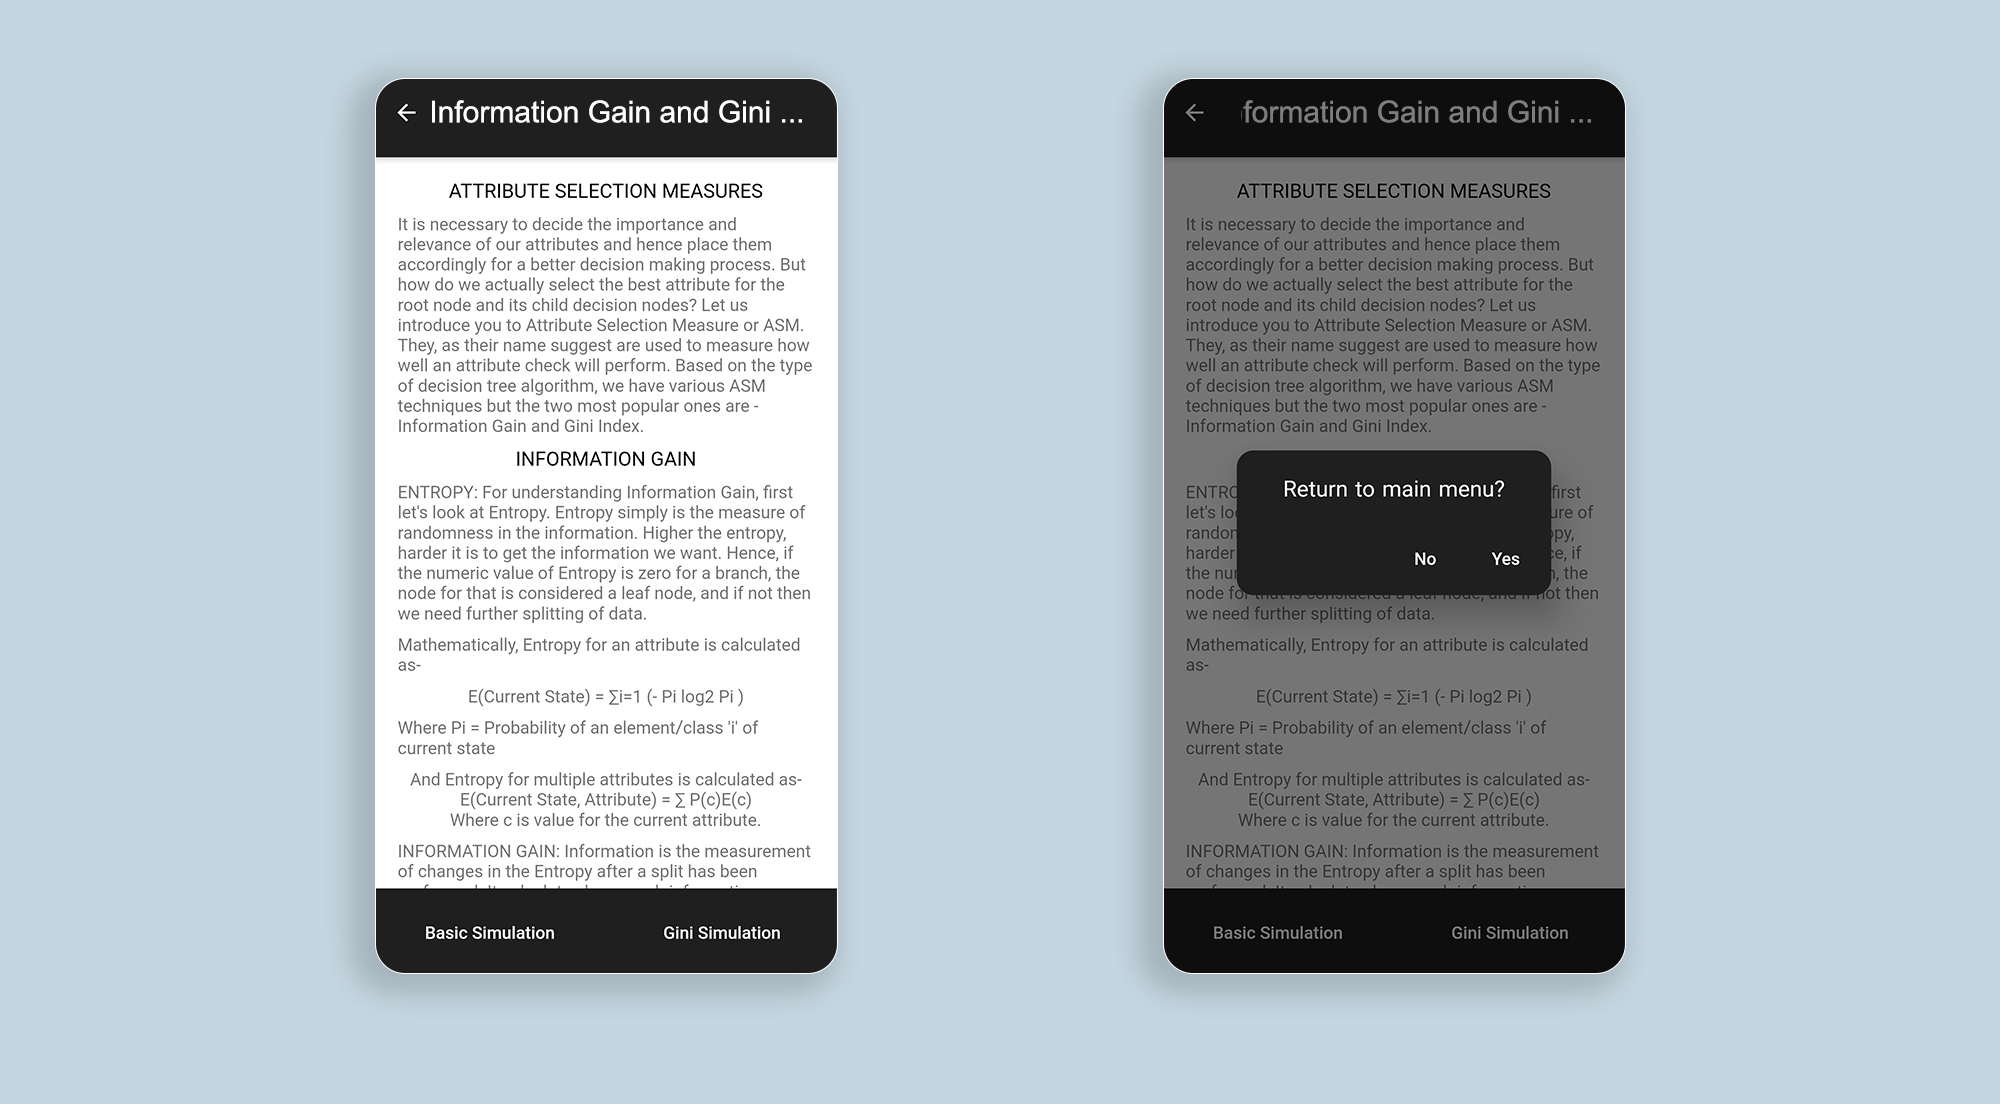 Information Gain and Gini ...
ATTRIBUTE SELECTION MEASURES
It is necessary to decide the importance and
relevance of our attributes and hence place them
accordingly for a better decision making process. But
how do we actually select the best attribute for the
root node and its child decision nodes? Let us
introduce you to Attribute Selection Measure or ASM.
They, as their name suggest are used to measure how
well an attribute check will perform. Based on the type
of decision tree algorithm, we have various ASM
techniques but the two most popular ones are -
Information Gain and Gini Index.
INFORMATION GAIN
ENTROPY: For understanding Information Gain, first
let's look at Entropy. Entropy simply is the measure of
randomness in the information. Higher the entropy,
harder it is to get the information we want. Hence, if
the numeric value of Entropy is zero for a branch, the
node for that is considered a leaf node, and if not then
we need further splitting of data.
Mathematically, Entropy for an attribute is calculated
as-
E(Current State) = ∑i=1 (- Pi log2 Pi )
Where Pi = Probability of an element/class 'i' of
current state
And Entropy for multiple attributes is calculated as-
E(Current State, Attribute) = ∑ P(c)E(c)
Where c is value for the current attribute.
INFORMATION GAIN: Information is the measurement
of changes in the Entropy after a split has been
Basic Simulation
Gini Simulation
formation Gain and Gini ...
ATTRIBUTE SELECTION MEASURES
It is necessary to decide the importance and
relevance of our attributes and hence place them
accordingly for a better decision making process. But
how do we actually select the best attribute for the
root node and its child decision nodes? Let us
introduce you to Attribute Selection Measure or ASM.
They, as their name suggest are used to measure how
well an attribute check will perform. Based on the type
of decision tree algorithm, we have various ASM
techniques but the two most popular ones are -
Information Gain and Gini Index.
Return to main menu?
No
Yes
ENTRO first
let's lo ure of
random opy,
harder ce, if
the nu the
node for that is considered a leaf node, and if not then
we need further splitting of data.
Mathematically, Entropy for an attribute is calculated
as-
E(Current State) = ∑i=1 (- Pi log2 Pi )
Where Pi = Probability of an element/class 'i' of
current state
And Entropy for multiple attributes is calculated as-
E(Current State, Attribute) = ∑ P(c)E(c)
Where c is value for the current attribute.
INFORMATION GAIN: Information is the measurement
of changes in the Entropy after a split has been
Basic Simulation
Gini Simulation